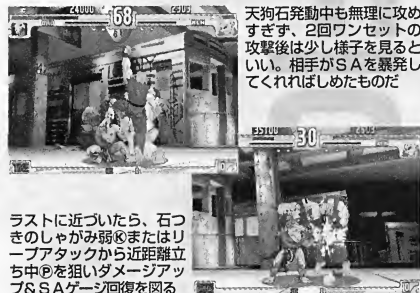 天狗石発動中も無理に攻め
すぎず、2回ワンセットの
攻撃後は少し様子を見ると
いい。相手がSAを暴発し
てくれればしめたものだ
68
30
35100
2503
ラストに近づいたら、石つ
きのしゃがみ弱Ⓚまたはリ
ープアタックから近距離立
ち中Ⓟを狙いダメージアッ
プ&SAゲージ回復を図る